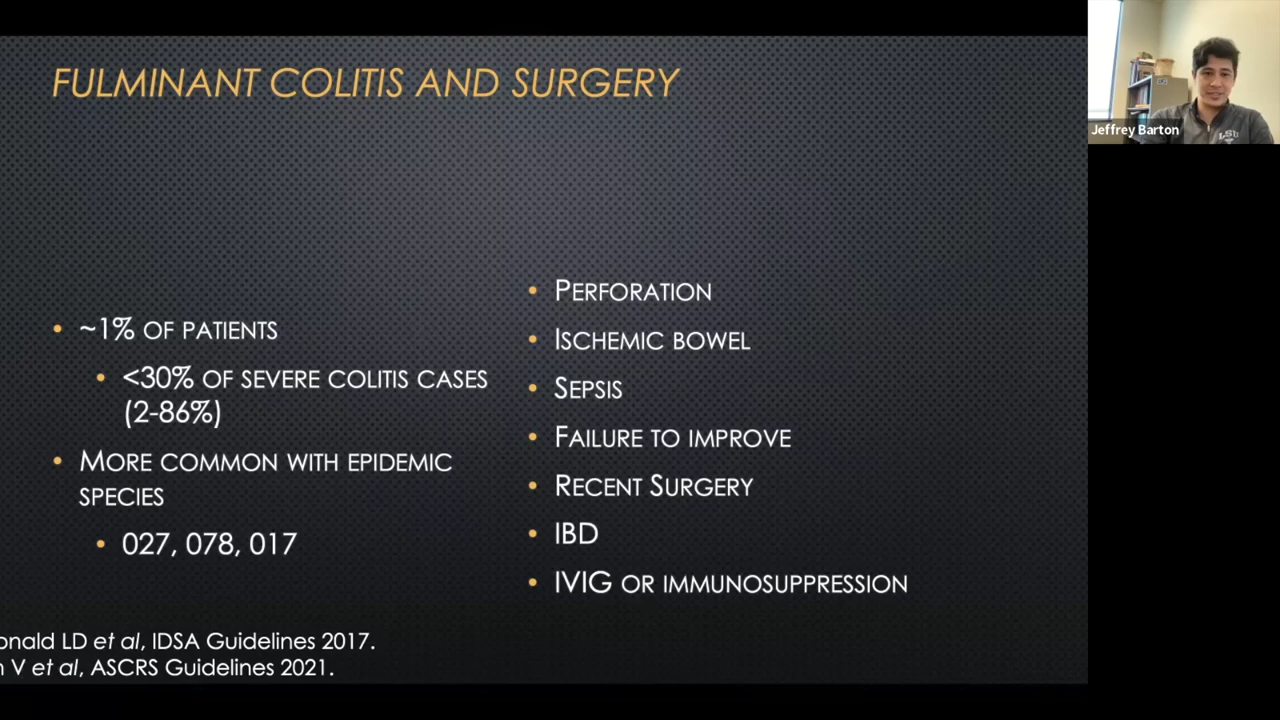 FULMINANT COLITIS AND SURGERY
• ~1% OF PATIENTS
• <30% OF SEVERE COLITIS CASES
(2-86%)
• MORE COMMON WITH EPIDEMIC
SPECIES
• 027, 078, 017
• PERFORATION
• ISCHEMIC BOWEL
• SEPSIS
• FAILURE TO IMPROVE
• RECENT SURGERY
• IBD
• IVIG OR IMMUNOSUPPRESSION
onald LD et al, IDSA Guidelines 2017.
V et al, ASCRS Guidelines 2021.
Jeffrey Barton
LSU